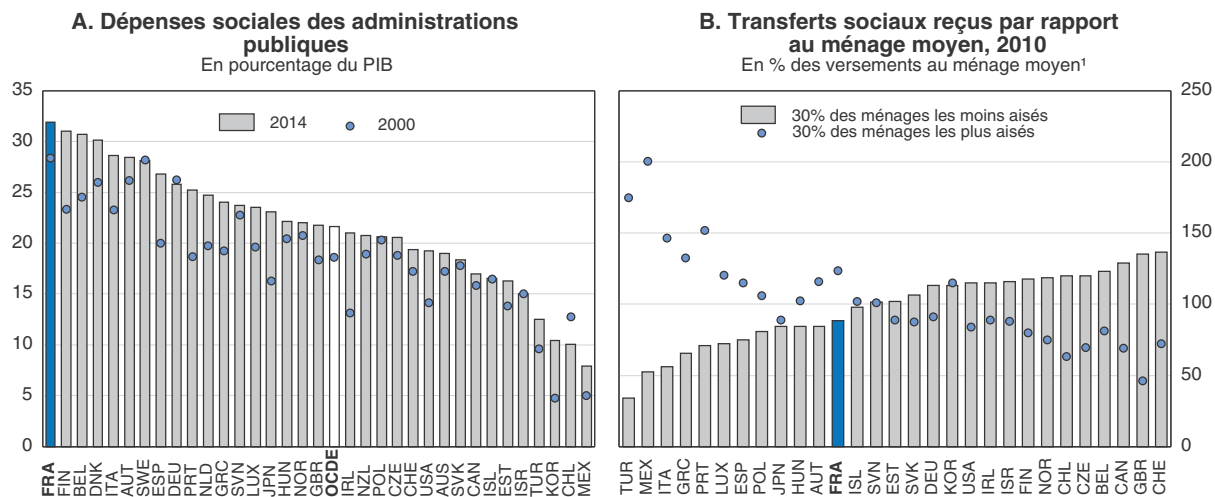 A. Dépenses sociales des administrations
publiques
En pourcentage du PIB
35
30
25
20
15
10
5
0
2014
2000
FRA
FIN
BEL
DNK
ITA
AUT
SWE
ESP
DEU
PRT
NLD
GRC
SVN
LUX
JPN
HUN
NOR
GBR
OCDE
IRL
NZL
POL
CZE
CHE
USA
AUS
SVK
CAN
ISL
EST
ISR
TUR
KOR
CHL
MEX
B. Transferts sociaux reçus par rapport
au ménage moyen, 2010
En % des versements au ménage moyen¹
250
200
150
100
50
0
30% des ménages les moins aisés
30% des ménages les plus aisés
TUR
MEX
ITA
GRC
PRT
LUX
ESP
POL
JPN
HUN
AUT
FRA
ISL
SVN
EST
SVK
DEU
KOR
USA
IRL
ISR
FIN
NOR
CHL
CZE
BEL
CAN
GBR
CHE